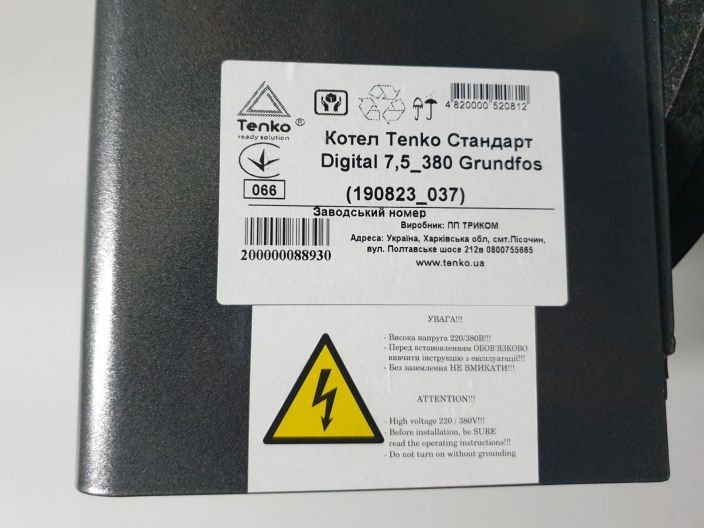 4820000 520812
Tenko ®
ready solution
066
Котел Tenko Стандарт
Digital 7,5_380 Grundfos
(190823_037)
Заводський номер
200000088930
Виробник: ПП ТРИКОМ
Адреса: Україна, Харківська обл, смт.Пісочин,
вул. Полтавське шосе 212в 0800755665
www.tenko.ua
УВАГА!!!
- Висока напруга 220/380В!!!
- Перед встановленням ОБОВ'ЯЗКОВО
вивчити інструкцію з експлуатації!!!
- Без заземлення НЕ ВМИКАТИ!!!
ATTENTION!!!
- High voltage 220 / 380V!!!
- Before installation, be SURE
read the operating instructions!!!
- Do not turn on without grounding